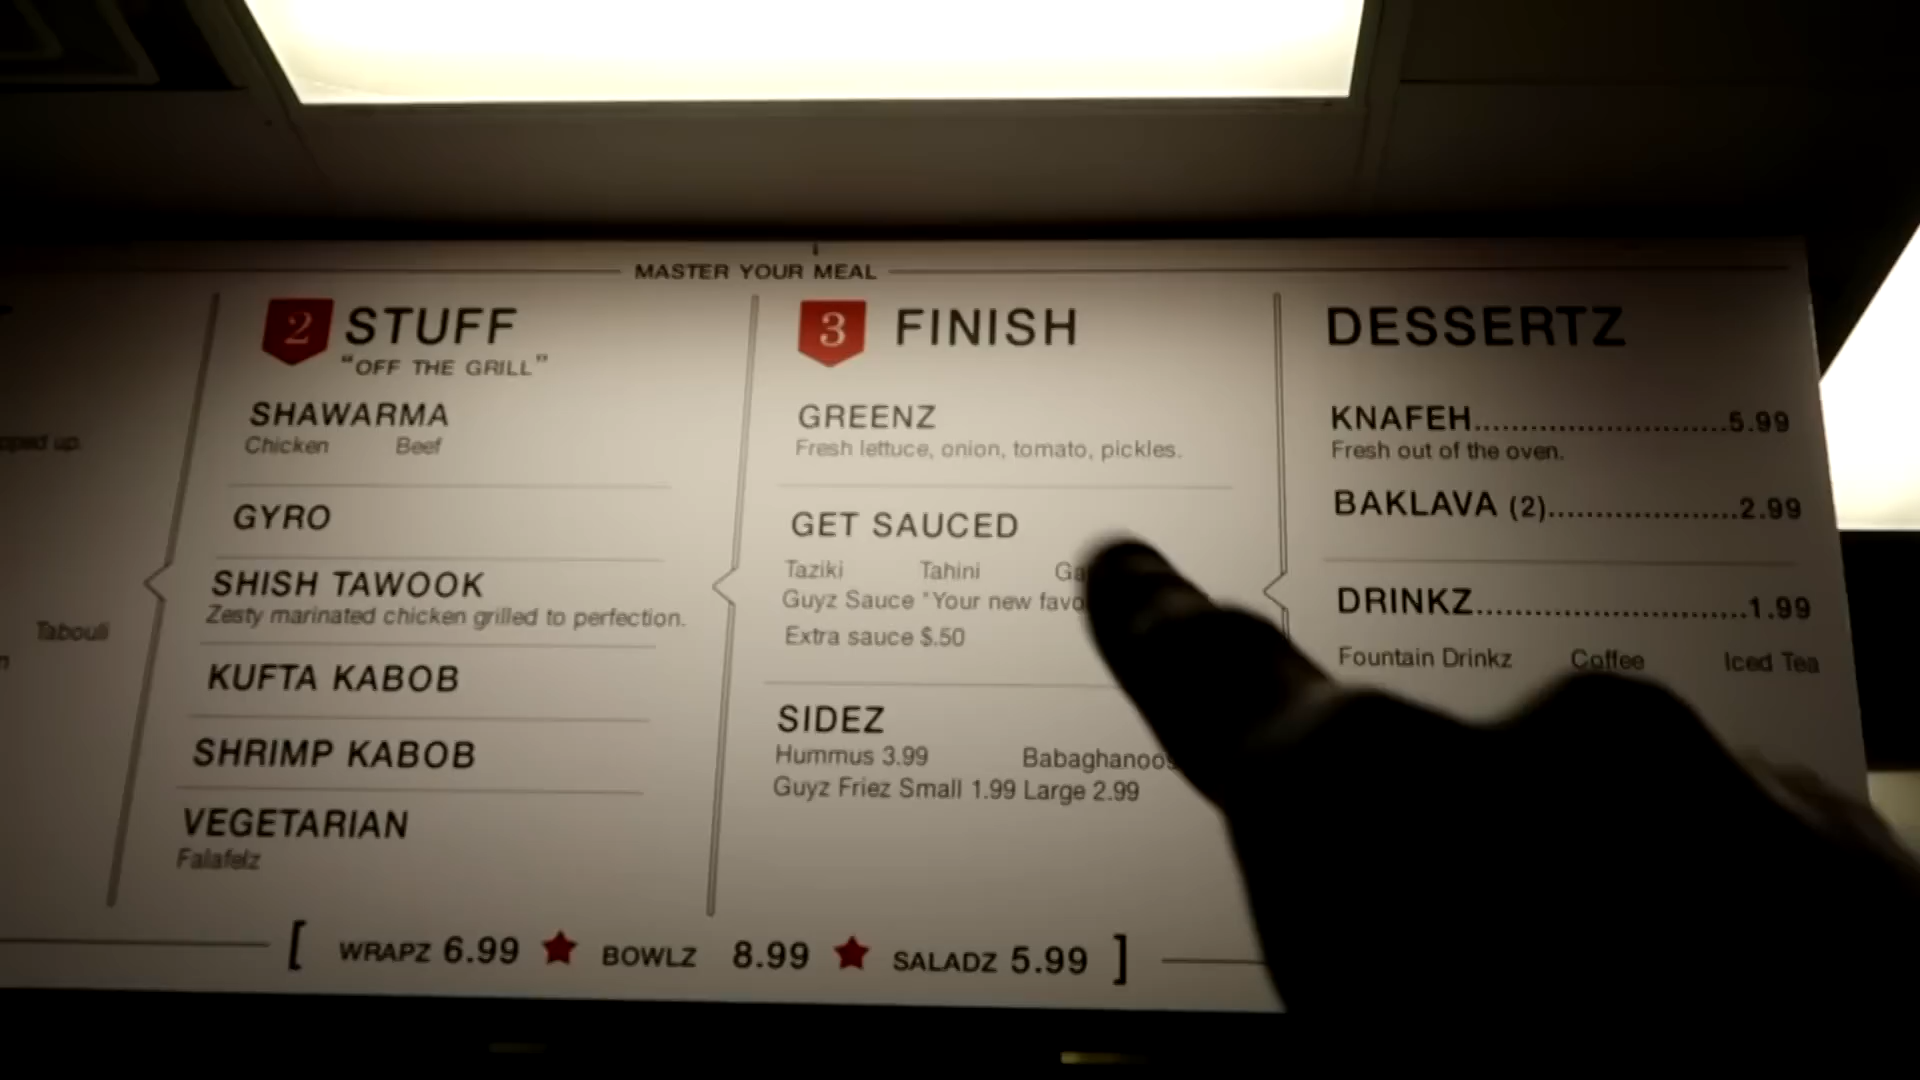 MASTER YOUR MEAL
2 STUFF
"OFF THE GRILL"
SHAWARMA
Chicken Beef
GYRO
SHISH TAWOOK
Zesty marinated chicken grilled to perfection.
KUFTA KABOB
SHRIMP KABOB
VEGETARIAN
Falafelz
up.
Tabouli
3 FINISH
GREENZ
Fresh lettuce, onion, tomato, pickles.
GET SAUCED
Taziki Tahini
Guyz Sauce "Your new
Extra sauce $.50
SIDEZ
Hummus 3.99
Guyz Friez Small 1.99 Large 2.99
DESSERTZ
KNAFEH...........................5.99
Fresh out of the oven.
BAKLAVA (2)....................2.99
DRINKZ.............................1.99
Fountain Drinkz Coffee Iced Tea
[ WRAPZ 6.99 ★ BOWLZ 8.99 ★ SALADZ 5.99 ]